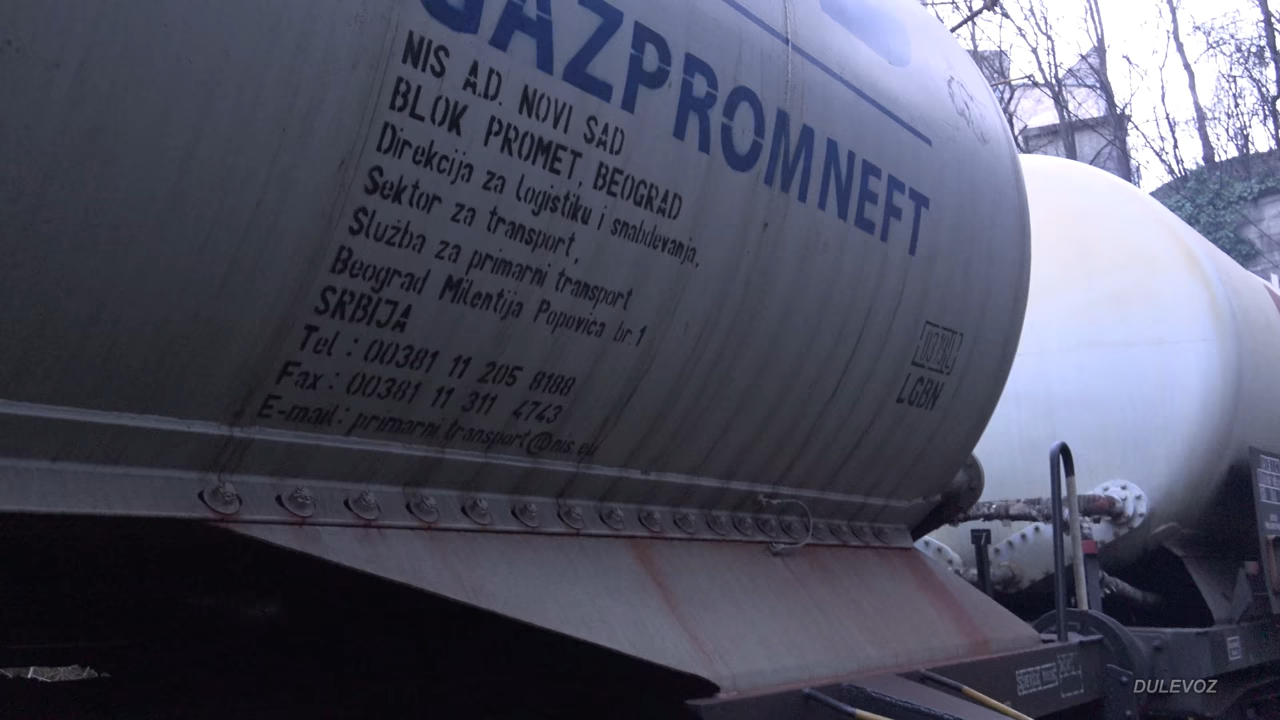 GAZPROMNEFT
NIS A.D. NOVI SAD
BLOK PROMET, BEOGRAD
Direkcija za logistiku i snabdevanja,
Sektor za transport,
Služba za primarni transport
Beograd Milentija Popovića br.1
SRBIJA
Tel : 00381 11 205 8188
Fax : 00381 11 311 4743
E-mail: primarni.transport@nis.eu
LGBN
DULEVOZ